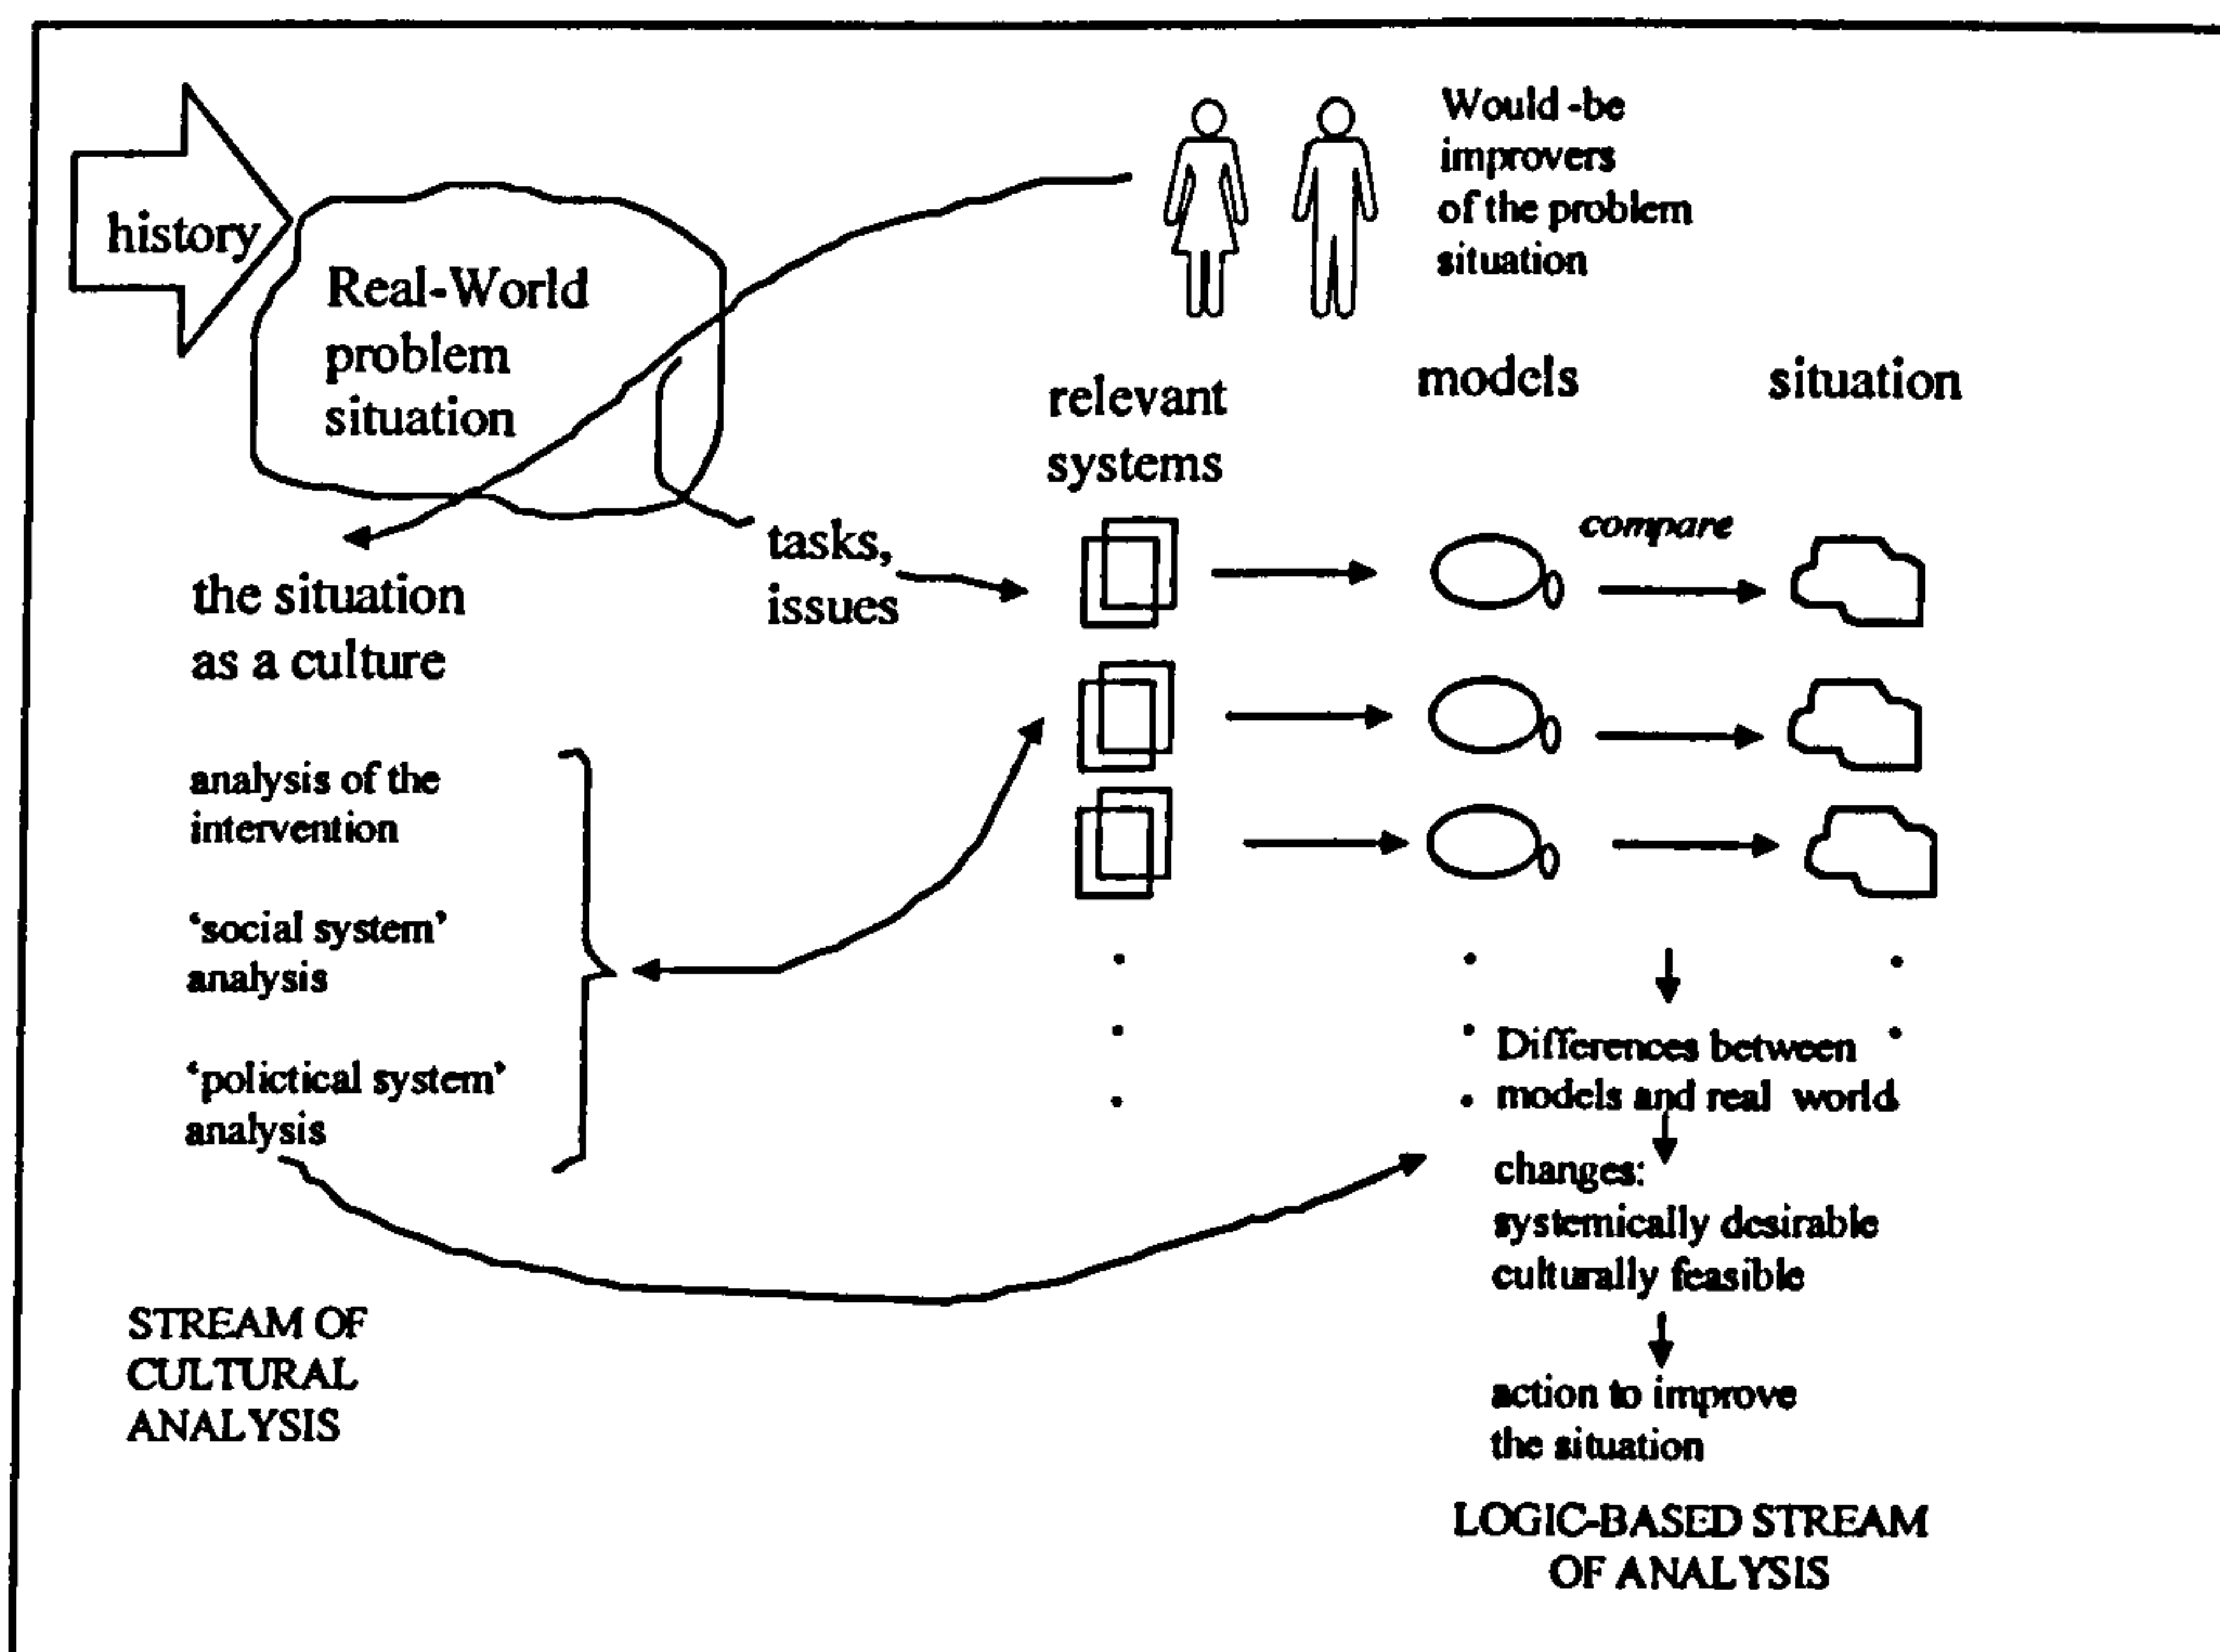 history
Real-World
problem
situation
Would -be
improvers
of the problem
situation
relevant
systems
models
situation
tasks,
issues
compare
the situation
as a culture
analysis of the
intervention
‘social system’
analysis
‘polictical system’
analysis
Differences between
models and real world
changes:
systemically desirable
culturally feasible
action to improve
the situation
STREAM OF
CULTURAL
ANALYSIS
LOGIC-BASED STREAM
OF ANALYSIS